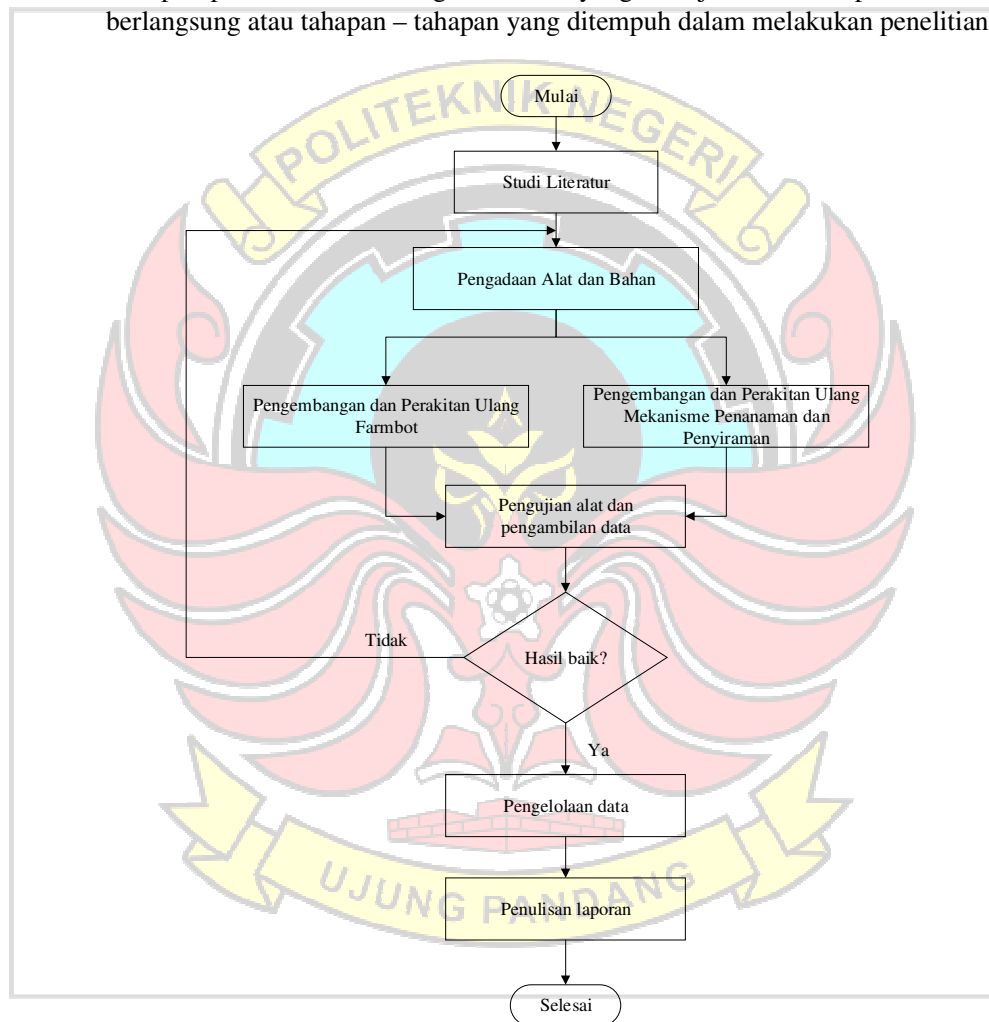 berlangsung atau tahapan – tahapan yang ditempuh dalam melakukan penelitian
POLITEKNIK NEGERI
Mulai
Studi Literatur
Pengadaan Alat dan Bahan
Pengembangan dan Perakitan Ulang
Farmbot
Pengembangan dan Perakitan Ulang
Mekanisme Penanaman dan
Penyiraman
Pengujian alat dan
pengambilan data
Tidak
Hasil baik?
Ya
Pengelolaan data
UJUNG PANDANG
Penulisan laporan
Selesai